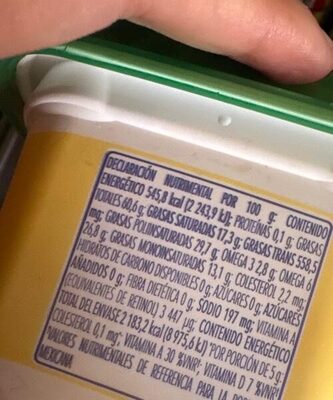 DECLARACIÓN NUTRIMENTAL POR 100 g: CONTENIDO
ENERGÉTICO 545,8 kcal (2 243,9 kJ); PROTEÍNAS 0,1 g; GRASAS
TOTALES 60,6 g; GRASAS SATURADAS 17,3 g; GRASAS TRANS 558,5
mg; GRASAS POLIINSATURADAS 29,7 g; OMEGA 3 2,8 g; OMEGA 6
26,8 g; GRASAS MONOINSATURADAS 13,1 g; COLESTEROL 2,2 mg;
HIDRATOS DE CARBONO DISPONIBLES 0 g; AZÚCARES 0 g; AZÚCARES
AÑADIDOS 0 g; FIBRA DIETÉTICA 0 g; SODIO 197 mg; VITAMINA A
(EQUIVALENTES DE RETINOL) 3 447 µg; CONTENIDO ENERGÉTICO
TOTAL DEL ENVASE 2 183,2 kcal (8 975,6 kJ) POR PORCIÓN DE 5 g:
COLESTEROL 0,1 mg; VITAMINA A 30 %VNR; VITAMINA D 7 %VNR
VALORES NUTRIMENTALES DE REFERENCIA PARA LA
MEXICANA